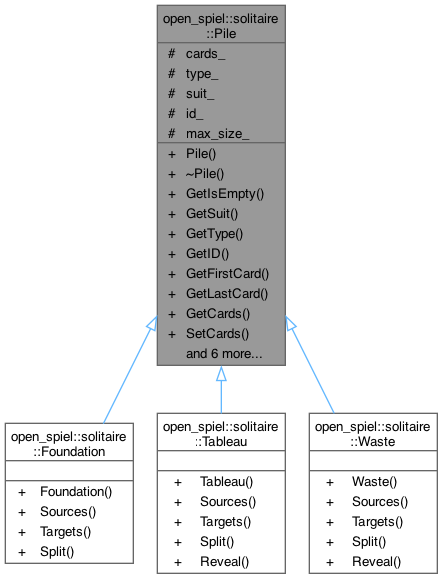 open_spiel::solitaire
::Pile
# cards_
# type_
# suit_
# id_
# max_size_
+ Pile()
+ ~Pile()
+ GetIsEmpty()
+ GetSuit()
+ GetType()
+ GetID()
+ GetFirstCard()
+ GetLastCard()
+ GetCards()
+ SetCards()
and 6 more...
open_spiel::solitaire
::Foundation
+ Foundation()
+ Sources()
+ Targets()
+ Split()
open_spiel::solitaire
::Tableau
+ Tableau()
+ Sources()
+ Targets()
+ Split()
+ Reveal()
open_spiel::solitaire
::Waste
+ Waste()
+ Sources()
+ Targets()
+ Split()
+ Reveal()